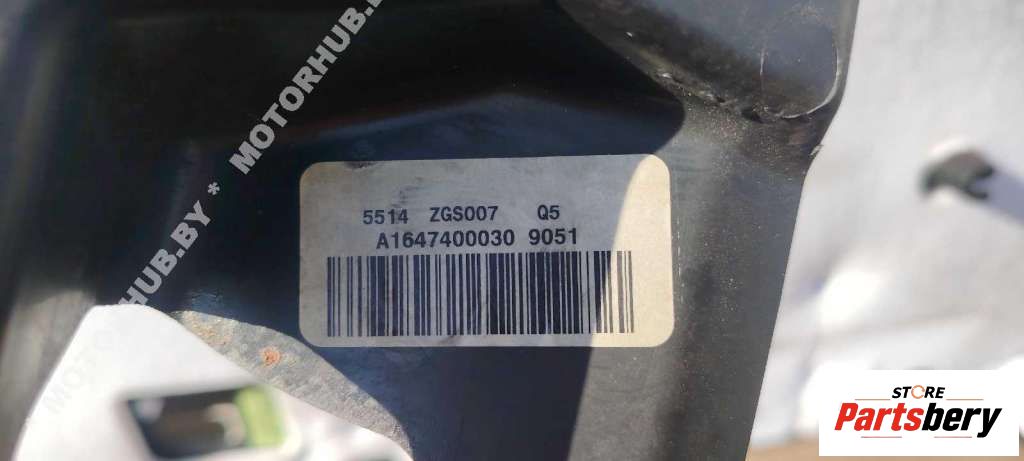 MOTORHUB.BY * MOTORHUB.BY
5514 ZGS007 Q5
A1647400030 9051
STORE
Partsbery